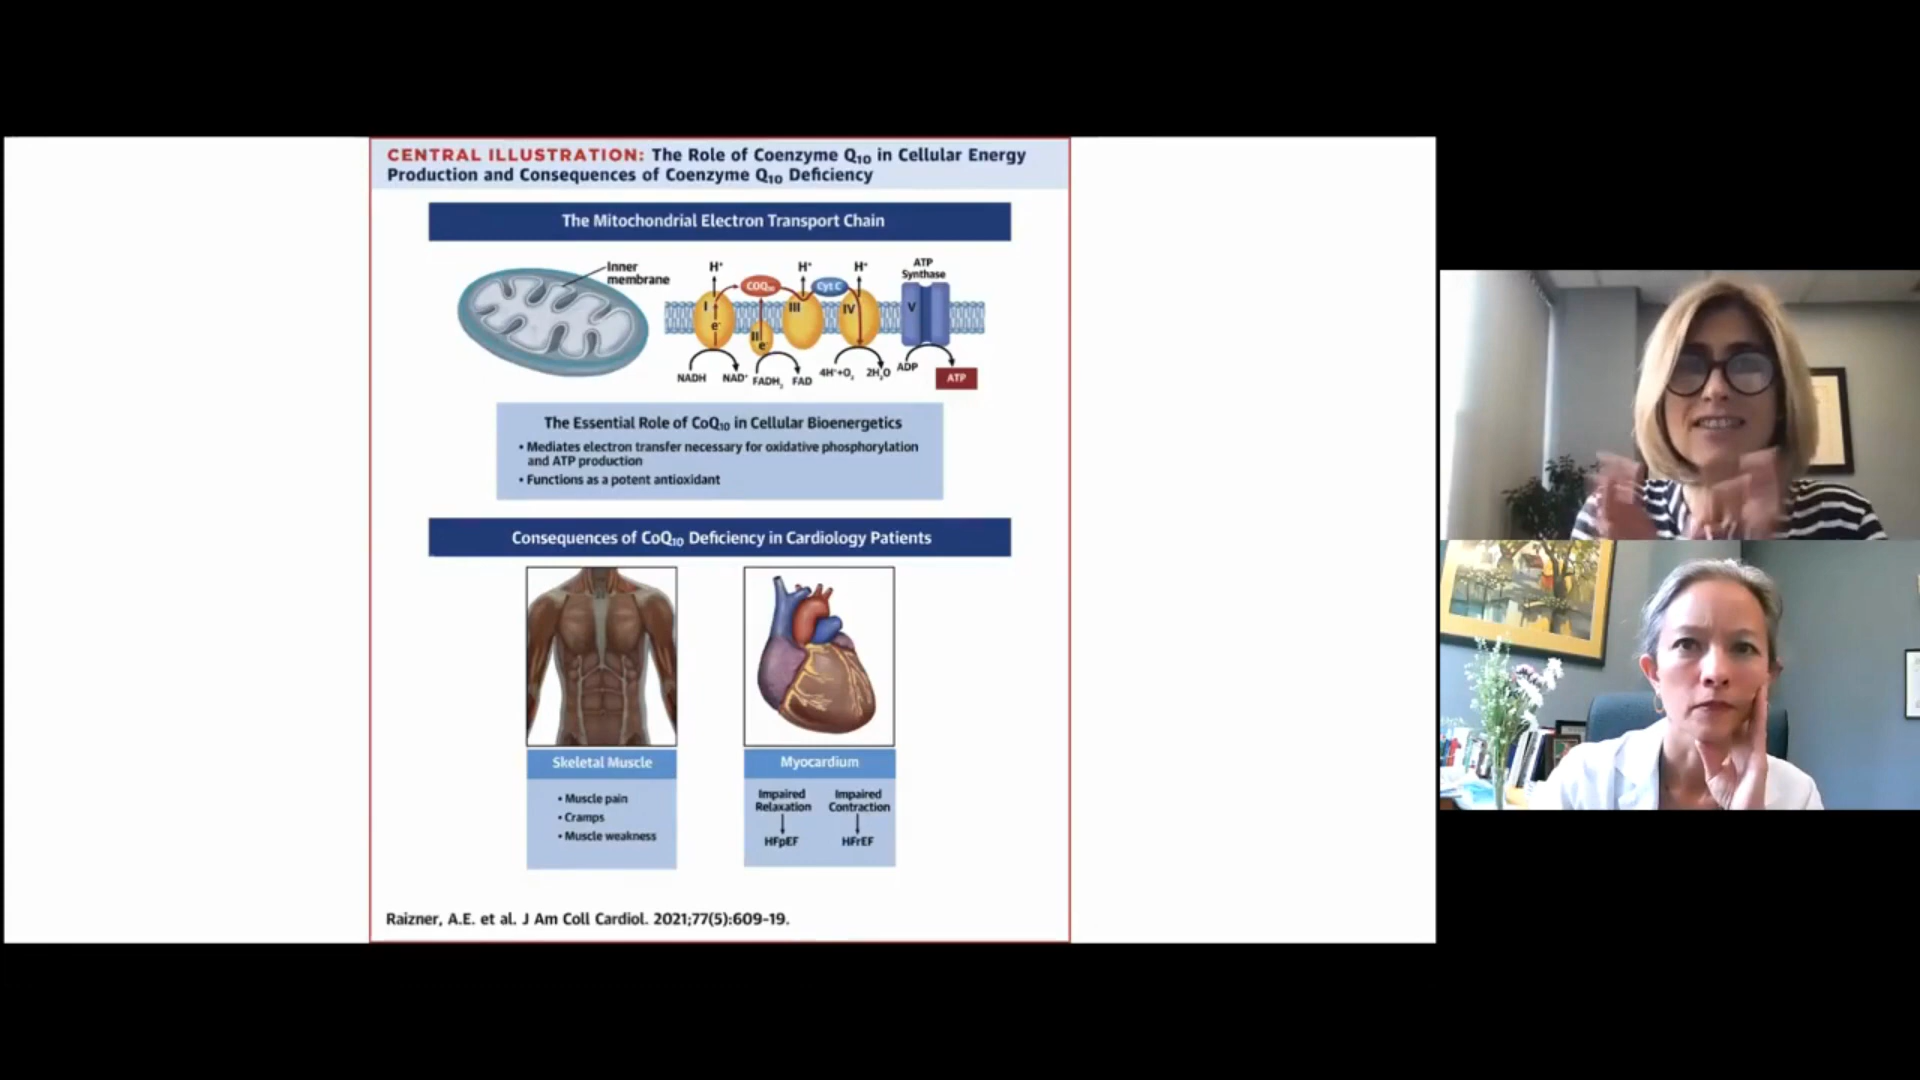 CENTRAL ILLUSTRATION: The Role of Coenzyme Q₁₀ in Cellular Energy
Production and Consequences of Coenzyme Q₁₀ Deficiency
The Mitochondrial Electron Transport Chain
Inner
membrane
H⁺
H⁺
H⁺
ATP
Synthase
COQ₁₀
Cyt C
I
II
III
IV
V
e⁻
e⁻
NADH
NAD⁺
FADH₂
FAD
4H⁺+O₂
2H₂O
ADP
ATP
The Essential Role of CoQ₁₀ in Cellular Bioenergetics
• Mediates electron transfer necessary for oxidative phosphorylation
and ATP production
• Functions as a potent antioxidant
Consequences of CoQ₁₀ Deficiency in Cardiology Patients
Skeletal Muscle
• Muscle pain
• Cramps
• Muscle weakness
Myocardium
Impaired
Relaxation
HFpEF
Impaired
Contraction
HFrEF
Raizner, A.E. et al. J Am Coll Cardiol. 2021;77(5):609-19.